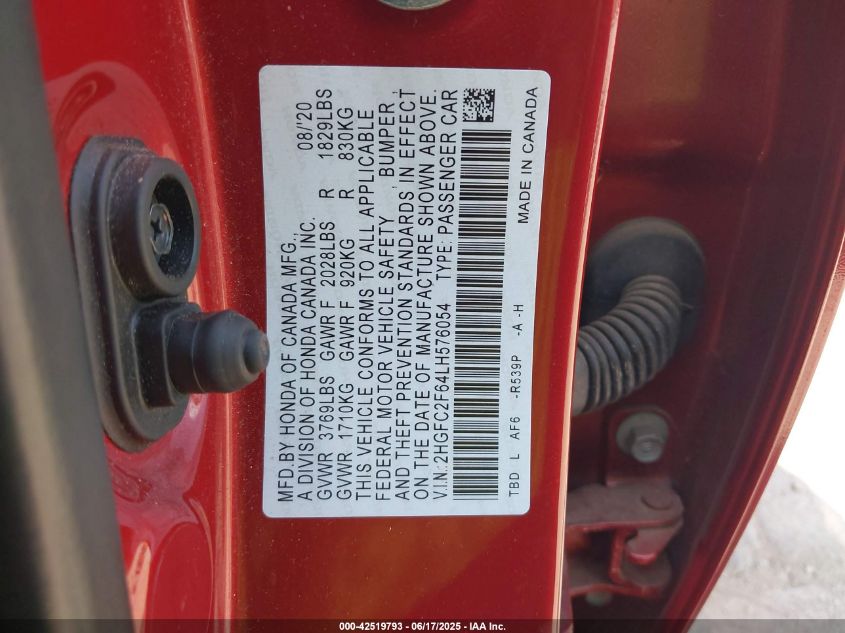 MFD.BY HONDA OF CANADA MFG., 08/'20
A DIVISION OF HONDA CANADA INC.
GVWR 3769LBS GAWR F 2028LBS R 1829LBS
GVWR 1710KG GAWR F 920KG R 830KG
THIS VEHICLE CONFORMS TO ALL APPLICABLE
FEDERAL MOTOR VEHICLE SAFETY , BUMPER ,
AND THEFT PREVENTION STANDARDS IN EFFECT
ON THE DATE OF MANUFACTURE SHOWN ABOVE.
V.I.N.:2HGFC2F64LH576054 TYPE: PASSENGER CAR
TBD L AF6 -R539P -A -H MADE IN CANADA
000-42519793 - 06/17/2025 - IAA Inc.